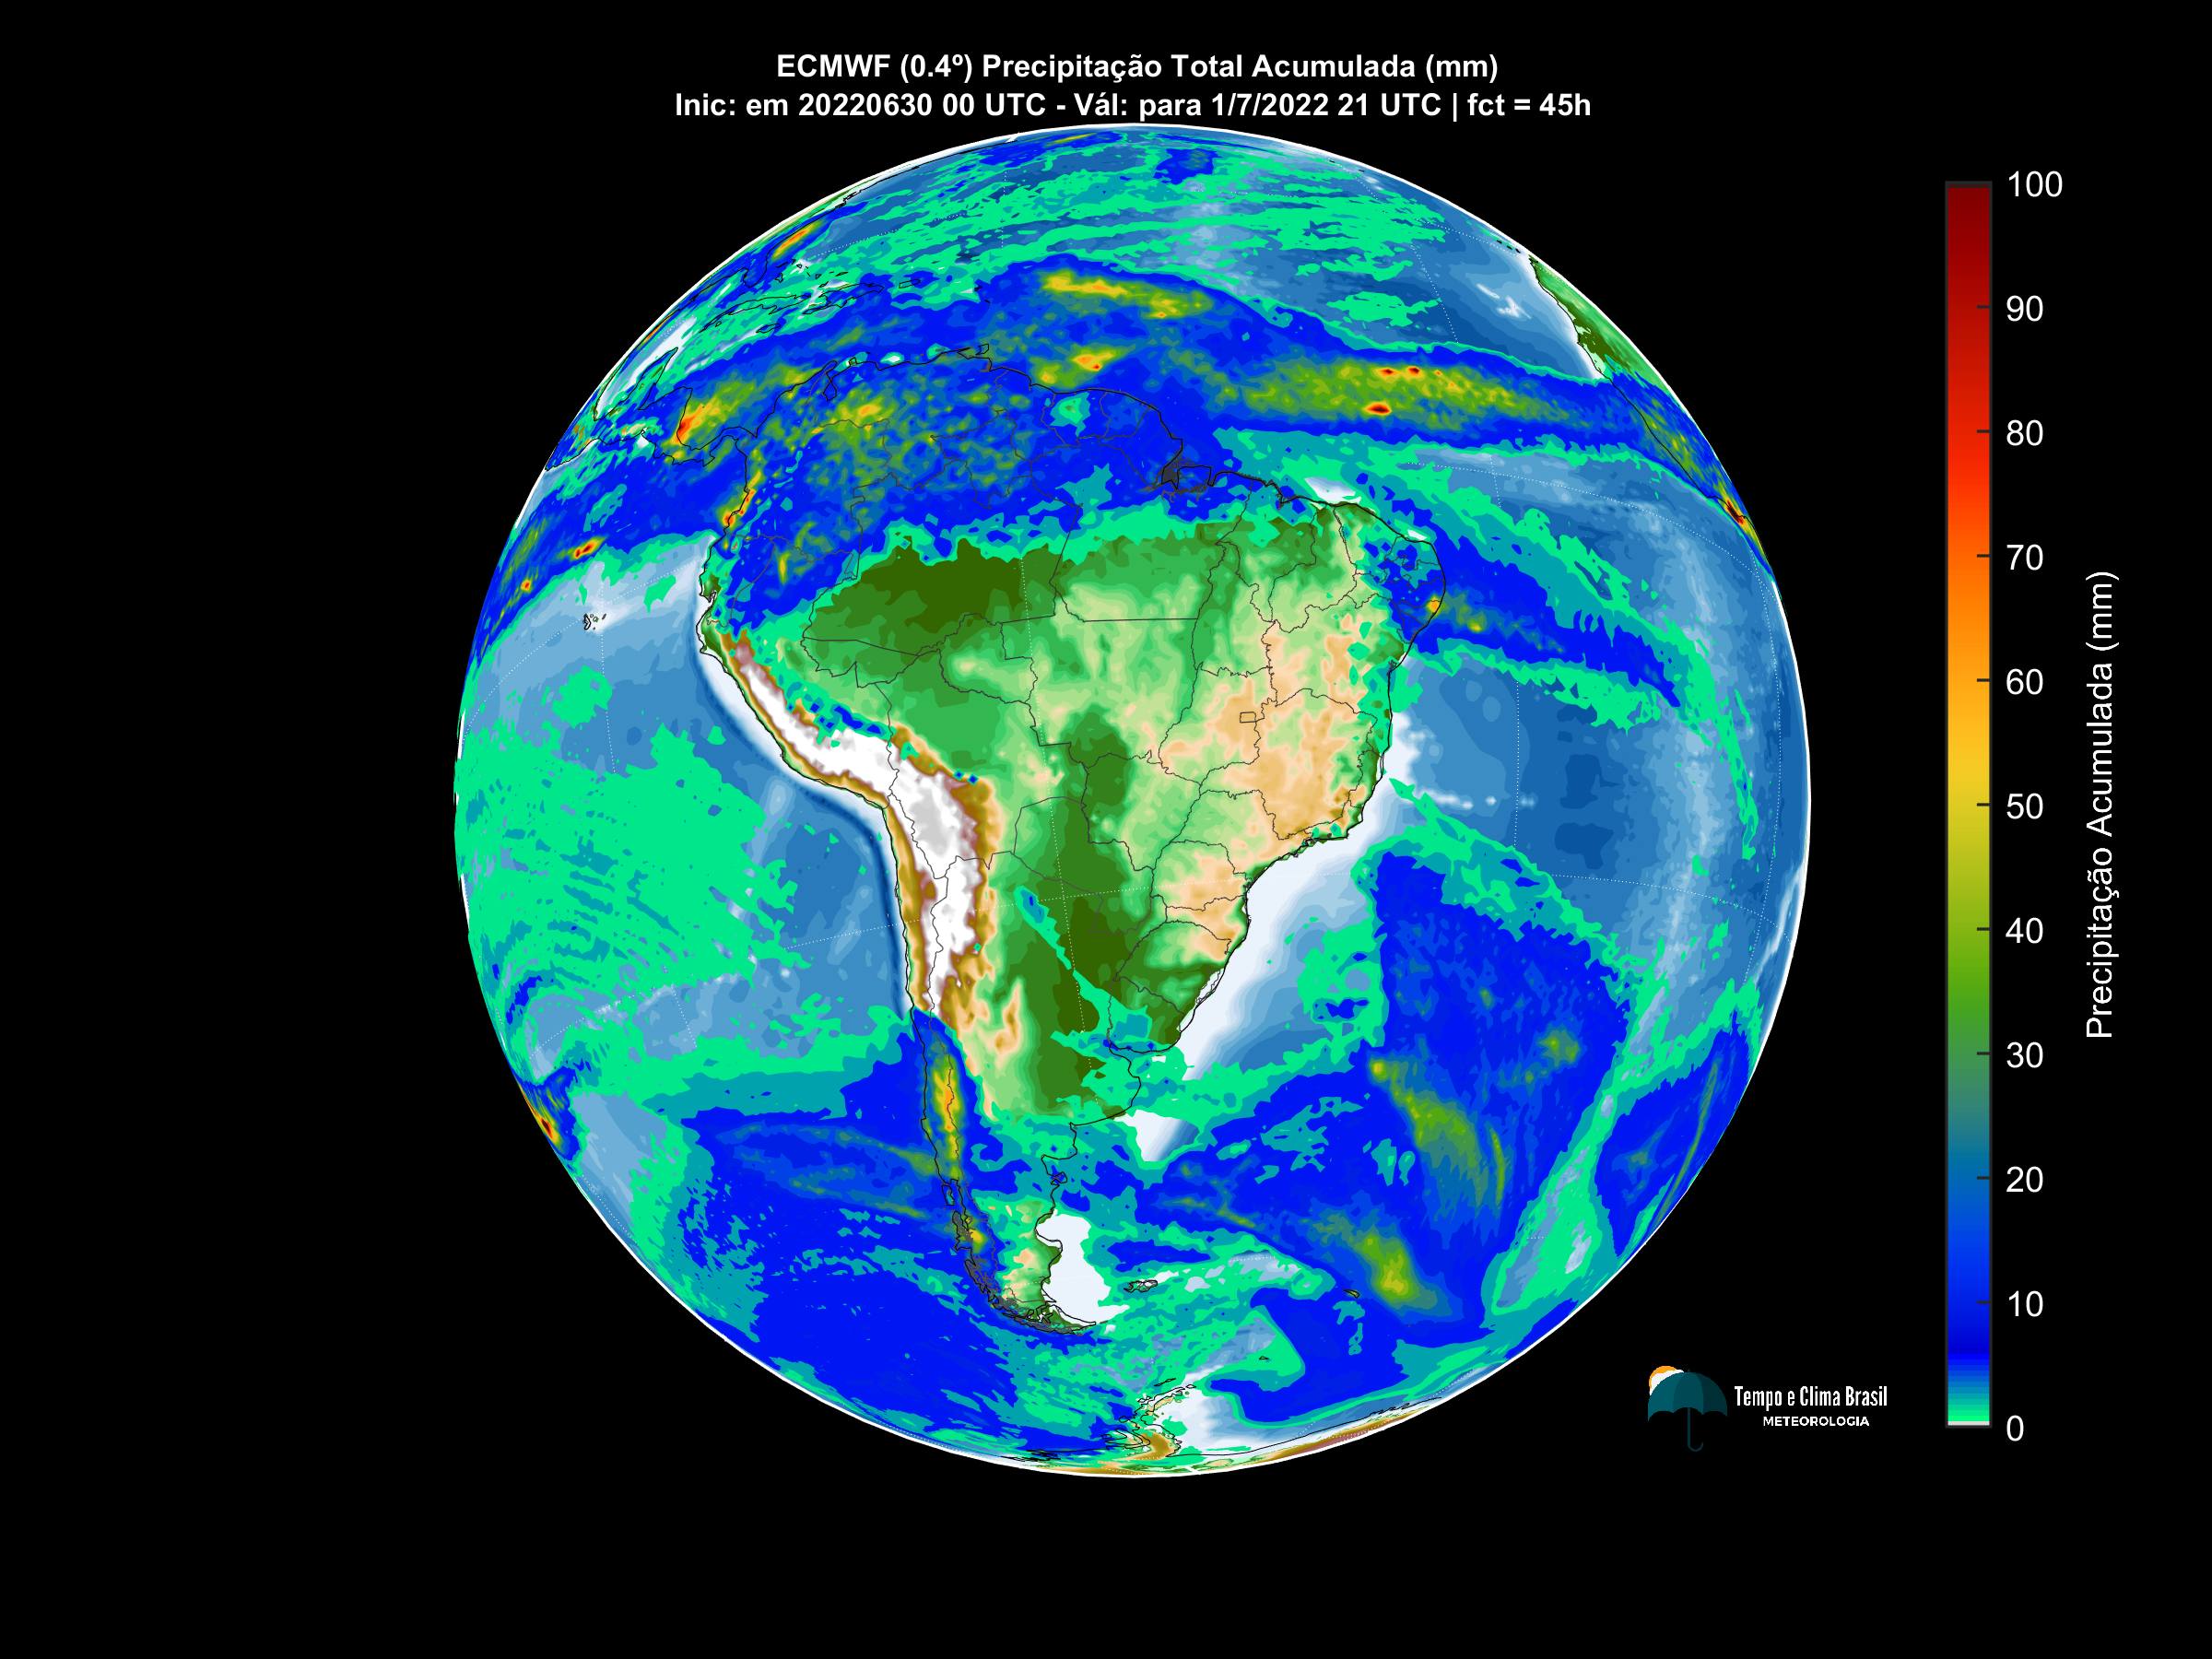 ECMWF (0.4º) Precipitação Total Acumulada (mm)
Inic: em 20220630 00 UTC - Vál: para 1/7/2022 21 UTC | fct = 45h
100
90
80
70
60
50
40
30
20
10
0
Precipitação Acumulada (mm)
Tempo e Clima Brasil
METEOROLOGIA